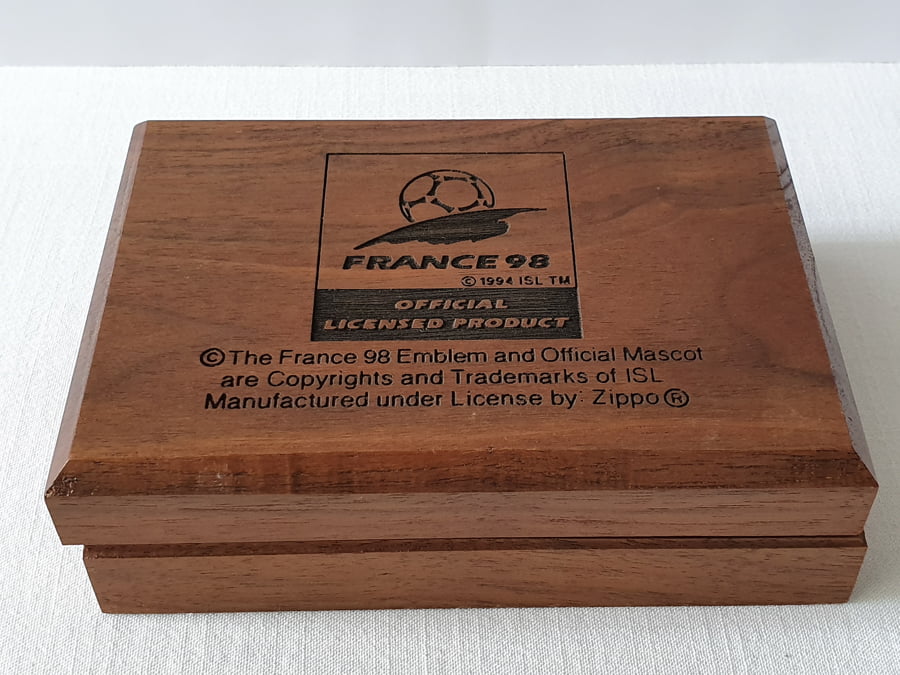 FRANCE 98
© 1994 ISL TM
OFFICIAL
LICENSED PRODUCT
©The France 98 Emblem and Official Mascot
are Copyrights and Trademarks of ISL
Manufactured under License by: Zippo®